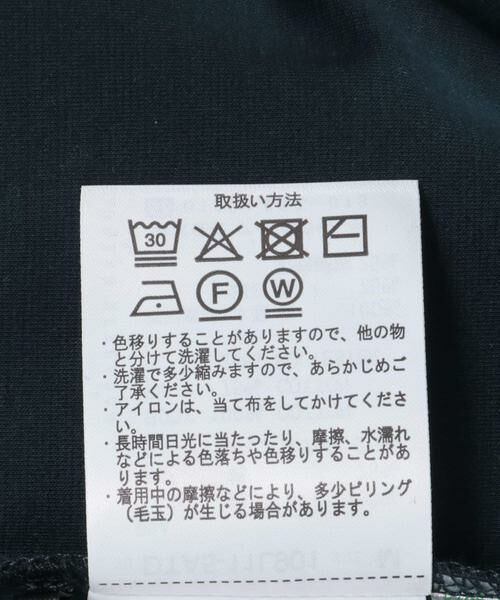 取扱い方法
30
F W
・色移りすることがありますので、他の物
と分けて洗濯してください。
・洗濯で多少縮みますので、あらかじめご
了承ください。
・アイロンは、当て布をしてかけてくださ
い。
・長時間日光に当たったり、摩擦、水濡れ
などによる色落ちや色移りすることがあ
ります。
・着用中の摩擦などにより、多少ピリング
（毛玉）が生じる場合があります。